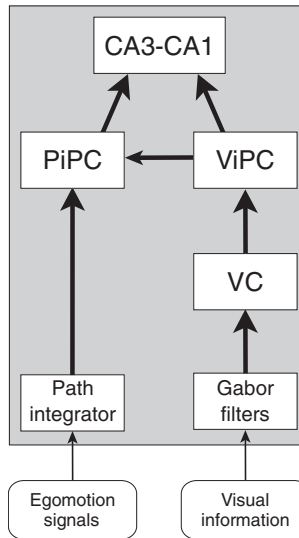 CA3-CA1
PiPC
ViPC
VC
Path
integrator
Gabor
filters
Egomotion
signals
Visual
information